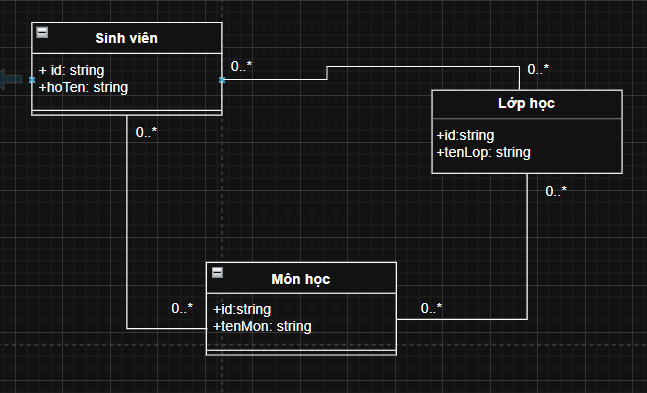 Sinh viên
+ id: string
+hoTen: string
0..*
0..*
Lớp học
+id:string
+tenLop: string
0..*
0..*
Môn học
+id:string
+tenMon: string
0..*
0..*